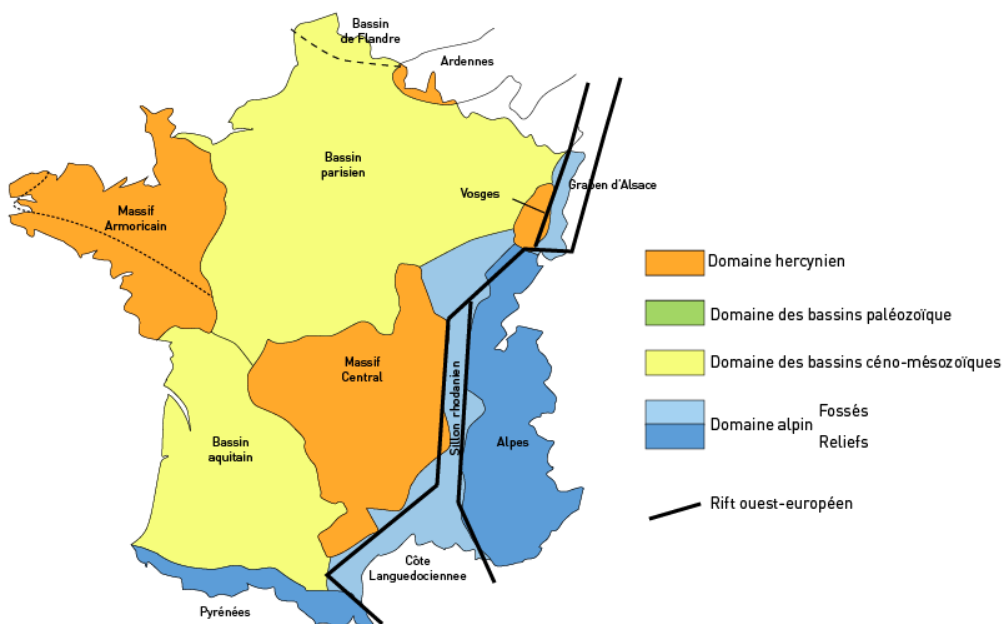 Bassin
de Flandre
Ardennes
Bassin
parisien
Vosges
Graben d'Alsace
Massif
Armoricain
Massif
Central
Sillon rhodanien
Alpes
Bassin
aquitain
Côte
Languedociennee
Pyrénées
Domaine hercynien
Domaine des bassins paléozoïque
Domaine des bassins céno-mésozoïques
Domaine alpin
Fossés
Reliefs
Rift ouest-européen